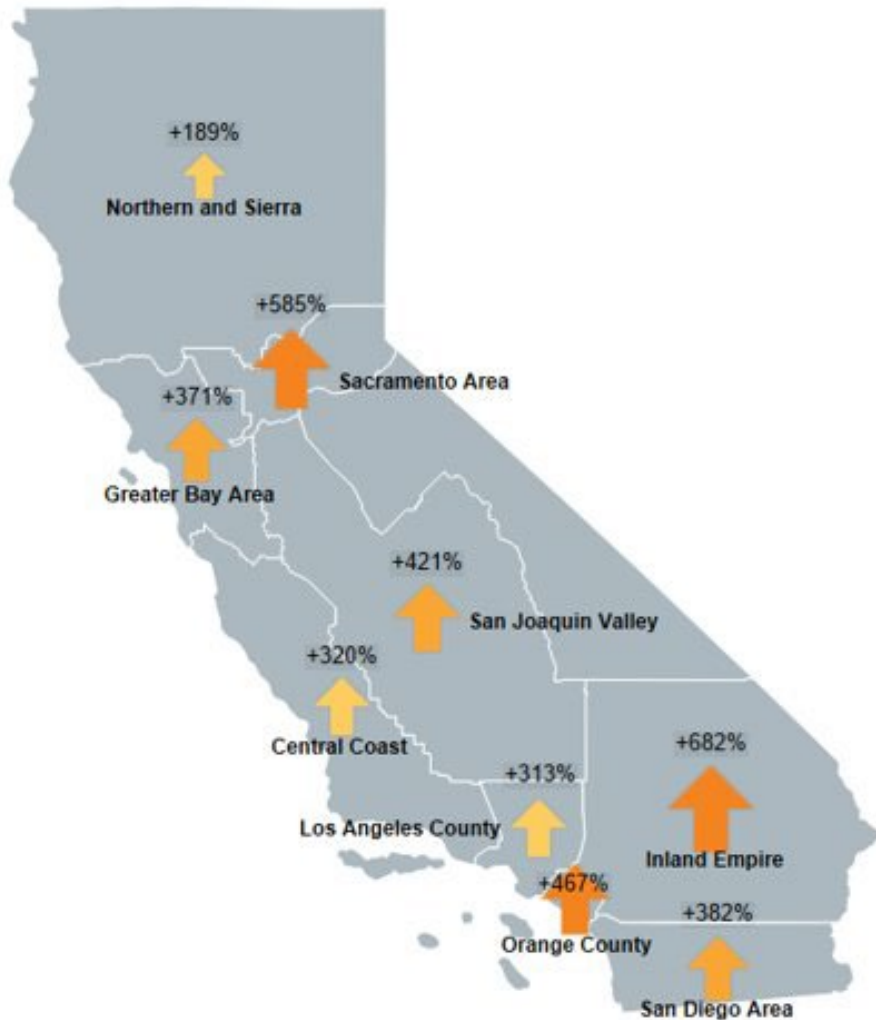 +189%
Northern and Sierra
+585%
Sacramento Area
+371%
Greater Bay Area
+421%
San Joaquin Valley
+320%
Central Coast
+682%
Inland Empire
+313%
Los Angeles County
+467%
Orange County
+382%
San Diego Area